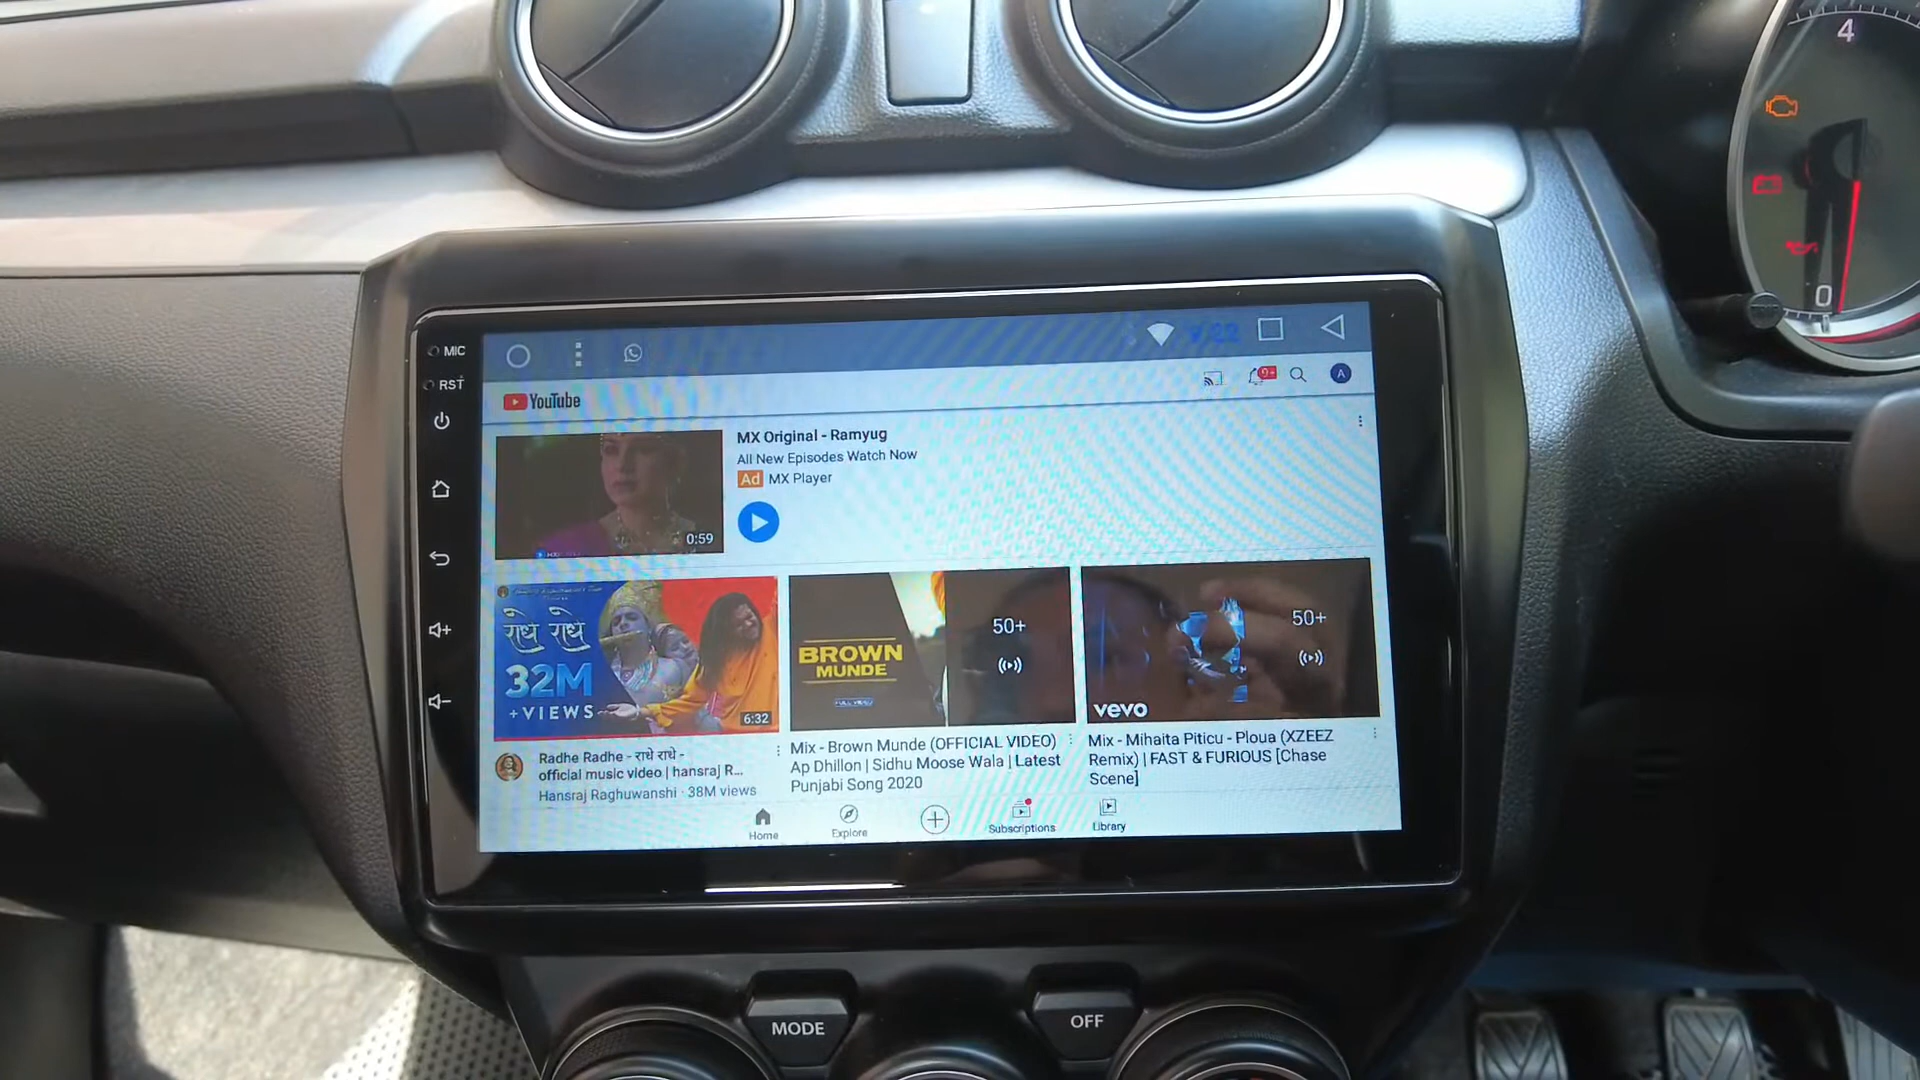 4
0
MIC
RST
YouTube
9+
A
MX Original - Ramyug
All New Episodes Watch Now
Ad MX Player
0:59
राधे राधे
32M
+VIEWS
6:32
BROWN
MUNDE
FULL VIDEO
50+
50+
vevo
Radhe Radhe - राधे राधे -
official music video | hansraj R...
Hansraj Raghuwanshi · 38M views
Mix - Brown Munde (OFFICIAL VIDEO)
Ap Dhillon | Sidhu Moose Wala | Latest
Punjabi Song 2020
Mix - Mihaita Piticu - Ploua (XZEEZ
Remix) | FAST & FURIOUS [Chase
Scene]
Home
Explore
Subscriptions
Library
MODE
OFF